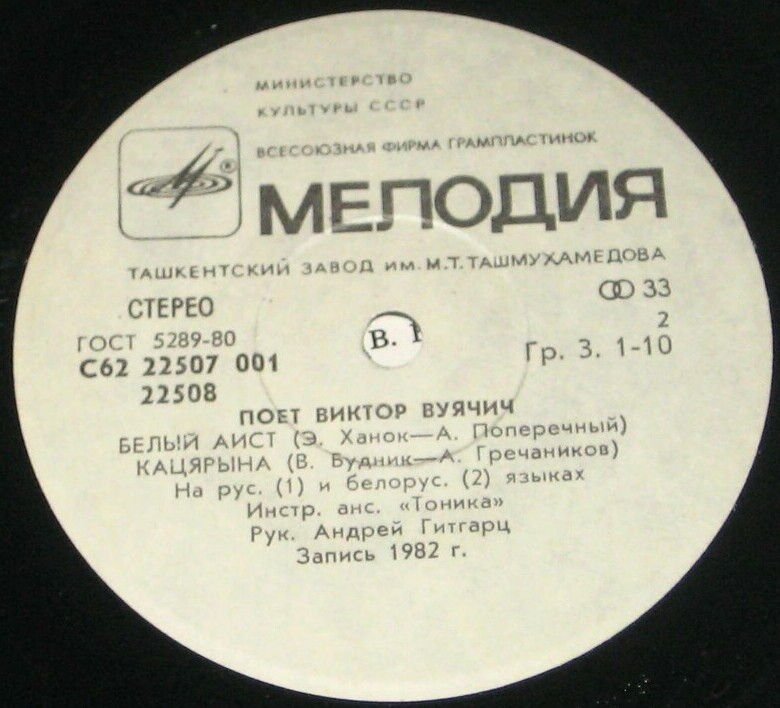 МИНИСТЕРСТВО
КУЛЬТУРЫ СССР
ВСЕСОЮЗНАЯ ФИРМА ГРАМПЛАСТИНОК
®
МЕЛОДИЯ
ТАШКЕНТСКИЙ ЗАВОД ИМ. М.Т. ТАШМУХАМЕДОВА
СТЕРЕО
33
ГОСТ 5289-80
2
С62 22507 001
В. 1
Гр. 3. 1-10
22508
ПОЕТ ВИКТОР ВУЯЧИЧ
БЕЛЫЙ АИСТ (Э. Ханок—А. Поперечный)
КАЦЯРЫНА (В. Будник—А. Гречаников)
На рус. (1) и белорус. (2) языках
Инстр. анс. «Тоника»
Рук. Андрей Гитгарц
Запись 1982 г.